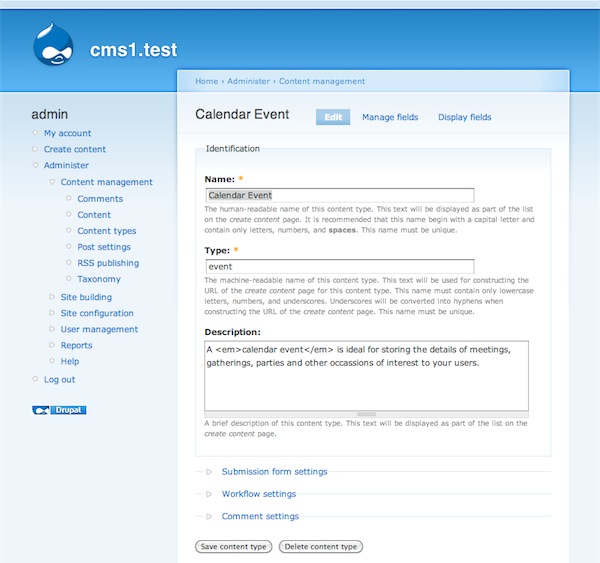 cms1.test
Home › Administer › Content management
admin
My account
Create content
Administer
Content management
Comments
Content
Content types
Post settings
RSS publishing
Taxonomy
Site building
Site configuration
User management
Reports
Help
Log out
Drupal
Calendar Event
Edit
Manage fields
Display fields
Identification
Name: *
Calendar Event
The human-readable name of this content type. This text will be displayed as part of the list
on the create content page. It is recommended that this name begin with a capital letter and
contain only letters, numbers, and spaces. This name must be unique.
Type: *
event
The machine-readable name of this content type. This text will be used for constructing the
URL of the create content page for this content type. This name must contain only lowercase
letters, numbers, and underscores. Underscores will be converted into hyphens when
constructing the URL of the create content page. This name must be unique.
Description:
A <em>calendar event</em> is ideal for storing the details of meetings,
gatherings, parties and other occassions of interest to your users.
A brief description of this content type. This text will be displayed as part of the list on the
create content page.
Submission form settings
Workflow settings
Comment settings
Save content type
Delete content type